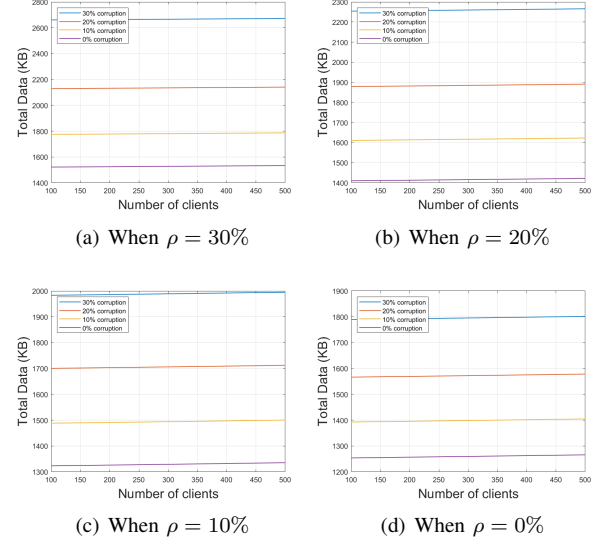 2800
2600
2400
2200
2000
1800
1600
1400
Total Data (KB)
30% corruption
20% corruption
10% corruption
0% corruption
100 150 200 250 300 350 400 450 500
Number of clients
(a) When ρ = 30%
2300
2200
2100
2000
1900
1800
1700
1600
1500
1400
Total Data (KB)
30% corruption
20% corruption
10% corruption
0% corruption
100 150 200 250 300 350 400 450 500
Number of clients
(b) When ρ = 20%
2000
1900
1800
1700
1600
1500
1400
1300
Total Data (KB)
30% corruption
20% corruption
10% corruption
0% corruption
100 150 200 250 300 350 400 450 500
Number of clients
(c) When ρ = 10%
1900
1800
1700
1600
1500
1400
1300
1200
Total Data (KB)
30% corruption
20% corruption
10% corruption
0% corruption
100 150 200 250 300 350 400 450 500
Number of clients
(d) When ρ = 0%